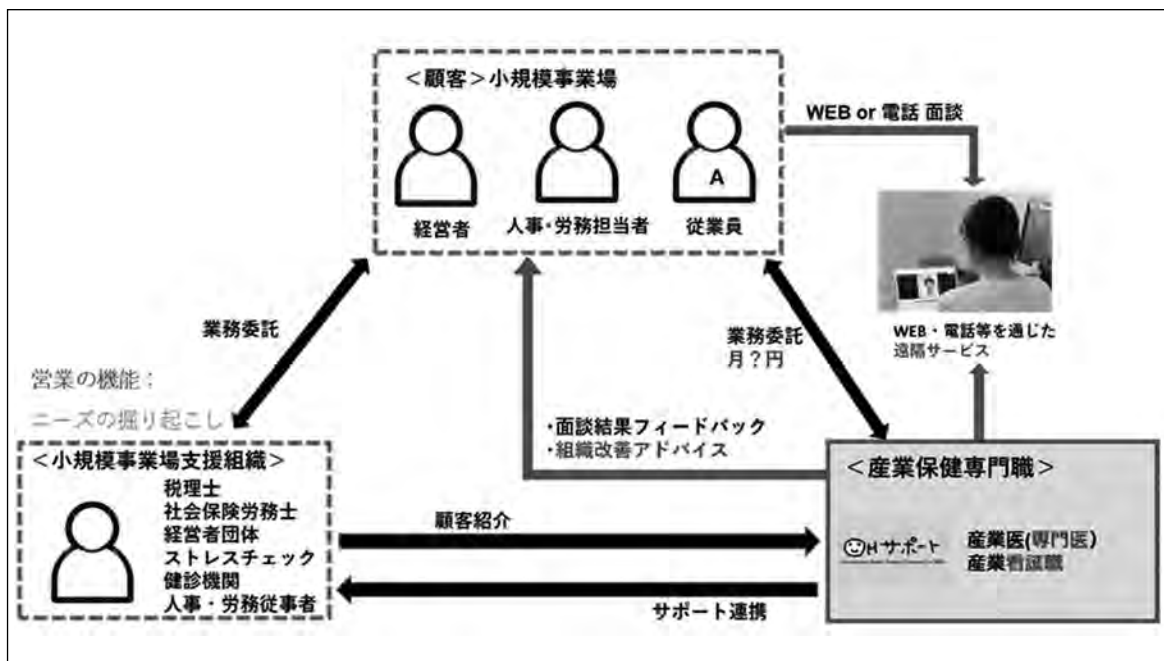 ＜顧客＞小規模事業場
経営者
人事・労務担当者
A
従業員
WEB or 電話 面談
WEB・電話等を通じた
遠隔サービス
業務委託
業務委託
月？円
営業の機能：
ニーズの掘り起こし
・面談結果フィードバック
・組織改善アドバイス
＜小規模事業場支援組織＞
税理士
社会保険労務士
経営者団体
ストレスチェック
健診機関
人事・労務従事者
顧客紹介
サポート連携
＜産業保健専門職＞
OHサポート
産業医(専門医)
産業看護職